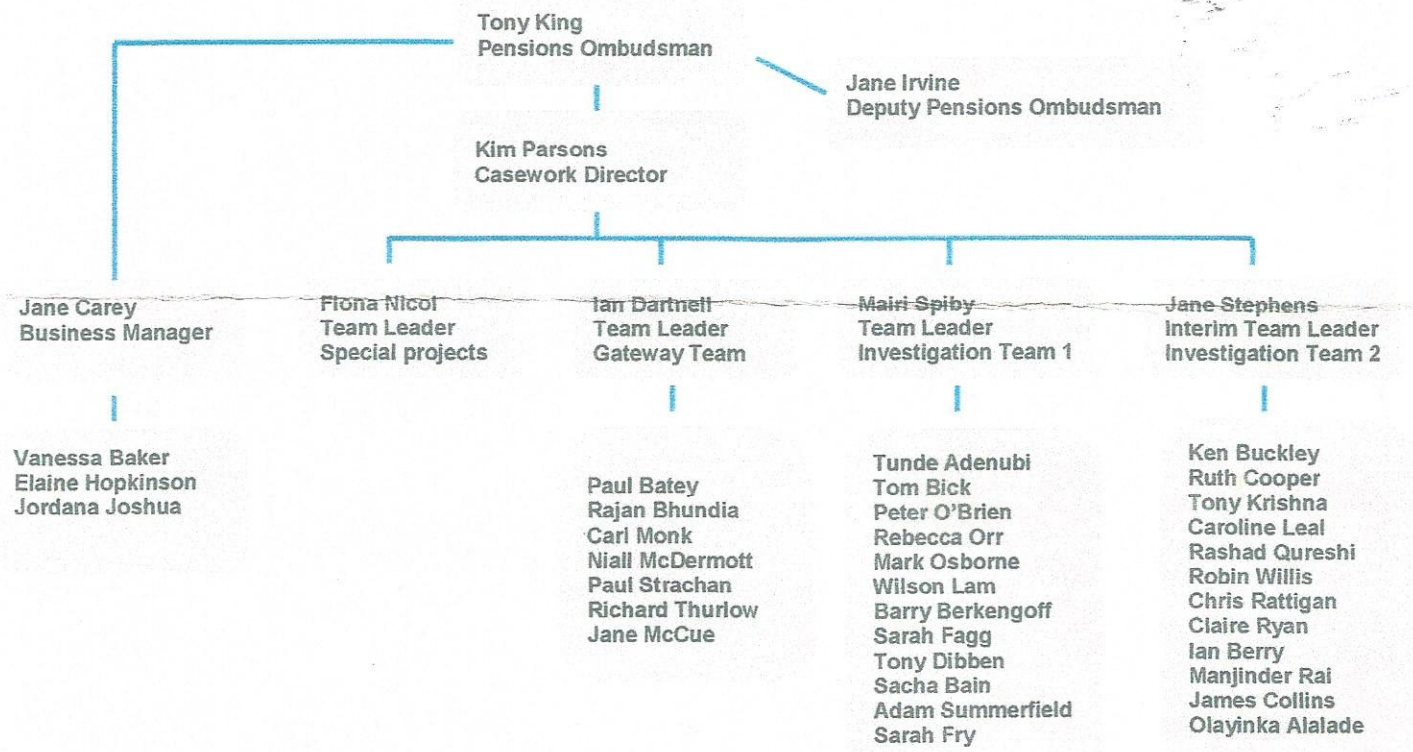 Tony King
Pensions Ombudsman
Jane Irvine
Deputy Pensions Ombudsman
Kim Parsons
Casework Director
Jane Carey
Business Manager
Fiona Nicol
Team Leader
Special projects
Ian Dartnell
Team Leader
Gateway Team
Mairi Spiby
Team Leader
Investigation Team 1
Jane Stephens
Interim Team Leader
Investigation Team 2
Vanessa Baker
Elaine Hopkinson
Jordana Joshua
Paul Batey
Rajan Bhundia
Carl Monk
Niall McDermott
Paul Strachan
Richard Thurlow
Jane McCue
Tunde Adenubi
Tom Bick
Peter O'Brien
Rebecca Orr
Mark Osborne
Wilson Lam
Barry Berkengoff
Sarah Fagg
Tony Dibben
Sacha Bain
Adam Summerfield
Sarah Fry
Ken Buckley
Ruth Cooper
Tony Krishna
Caroline Leal
Rashad Qureshi
Robin Willis
Chris Rattigan
Claire Ryan
Ian Berry
Manjinder Rai
James Collins
Olayinka Alalade